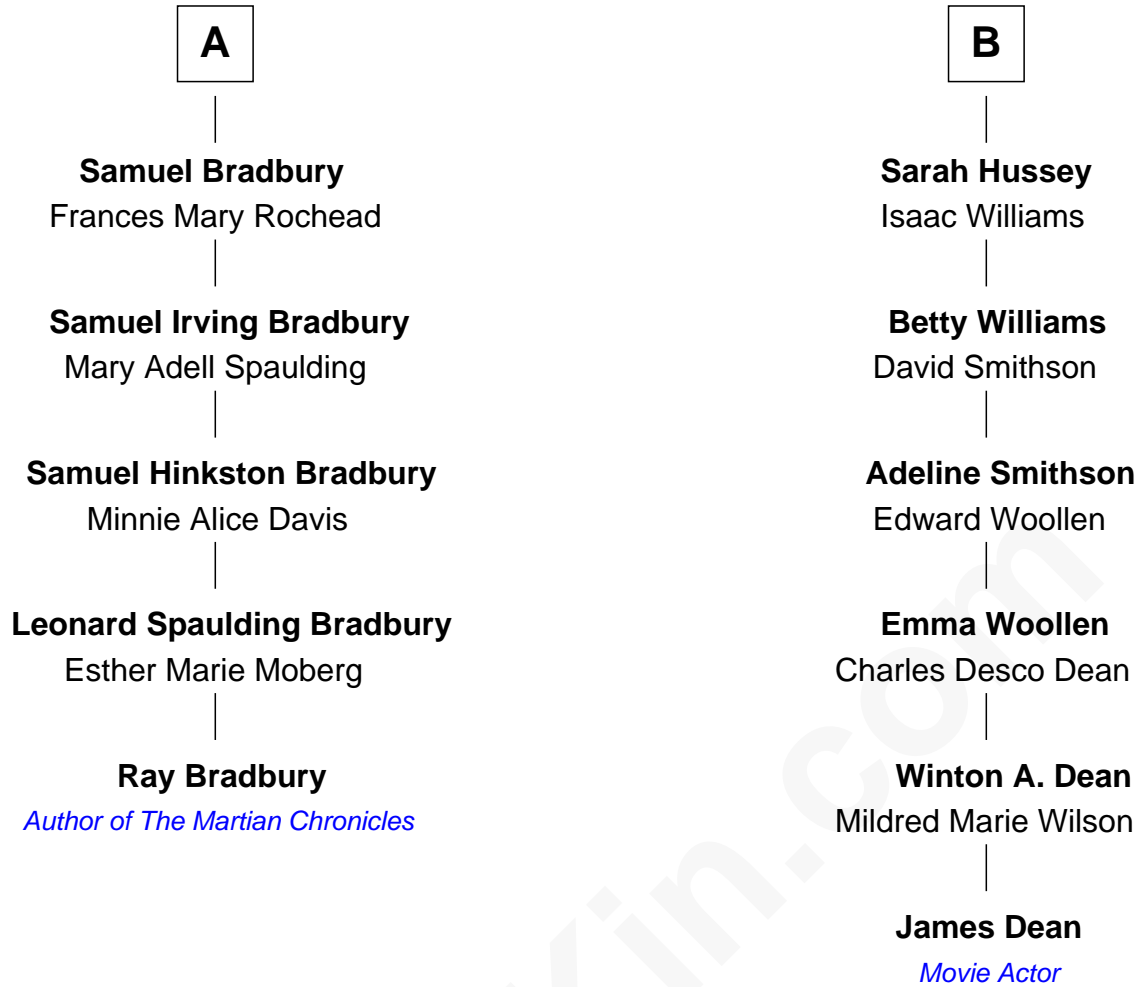 A
Samuel Bradbury
Frances Mary Rochead
Samuel Irving Bradbury
Mary Adell Spaulding
Samuel Hinkston Bradbury
Minnie Alice Davis
Leonard Spaulding Bradbury
Esther Marie Moberg
Ray Bradbury
Author of The Martian Chronicles
B
Sarah Hussey
Isaac Williams
Betty Williams
David Smithson
Adeline Smithson
Edward Woollen
Emma Woollen
Charles Desco Dean
Winton A. Dean
Mildred Marie Wilson
James Dean
Movie Actor
Kin.com